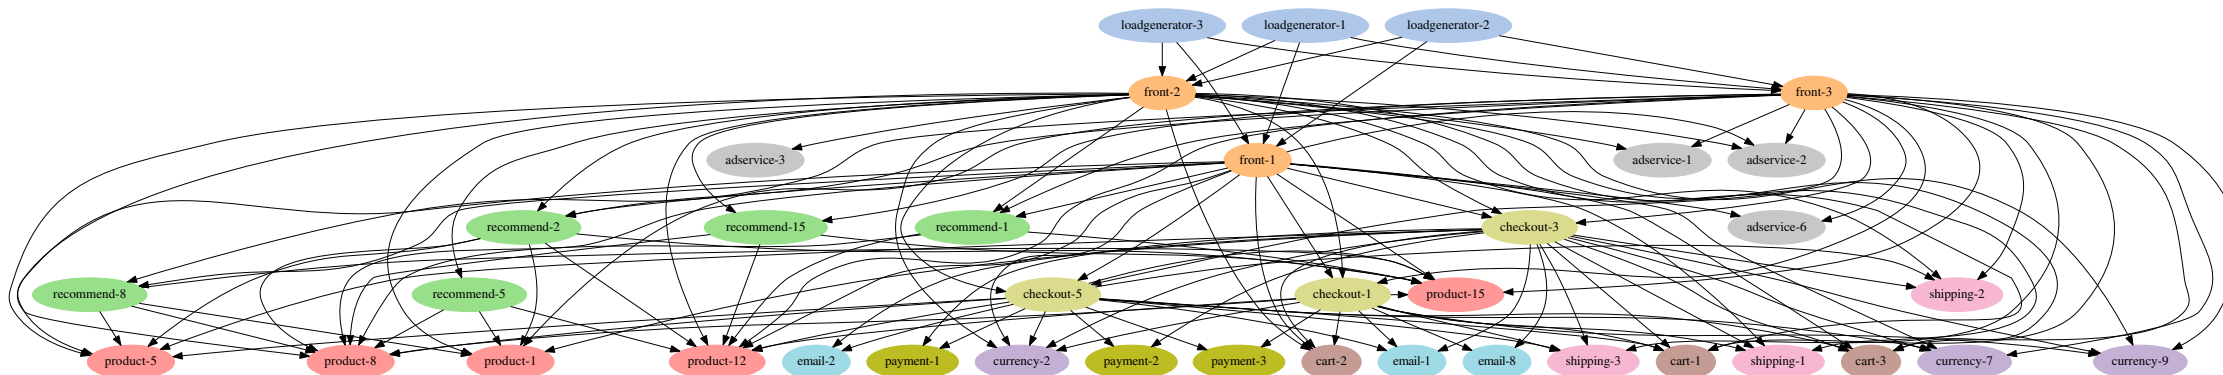 loadgenerator-3
loadgenerator-1
loadgenerator-2
front-2
front-3
adservice-3
front-1
adservice-1
adservice-2
recommend-2
recommend-15
recommend-1
checkout-3
adservice-6
recommend-8
recommend-5
checkout-5
checkout-1
product-15
shipping-2
product-5
product-8
product-1
product-12
email-2
payment-1
currency-2
payment-2
payment-3
cart-2
email-1
email-8
shipping-3
cart-1
shipping-1
cart-3
currency-7
currency-9